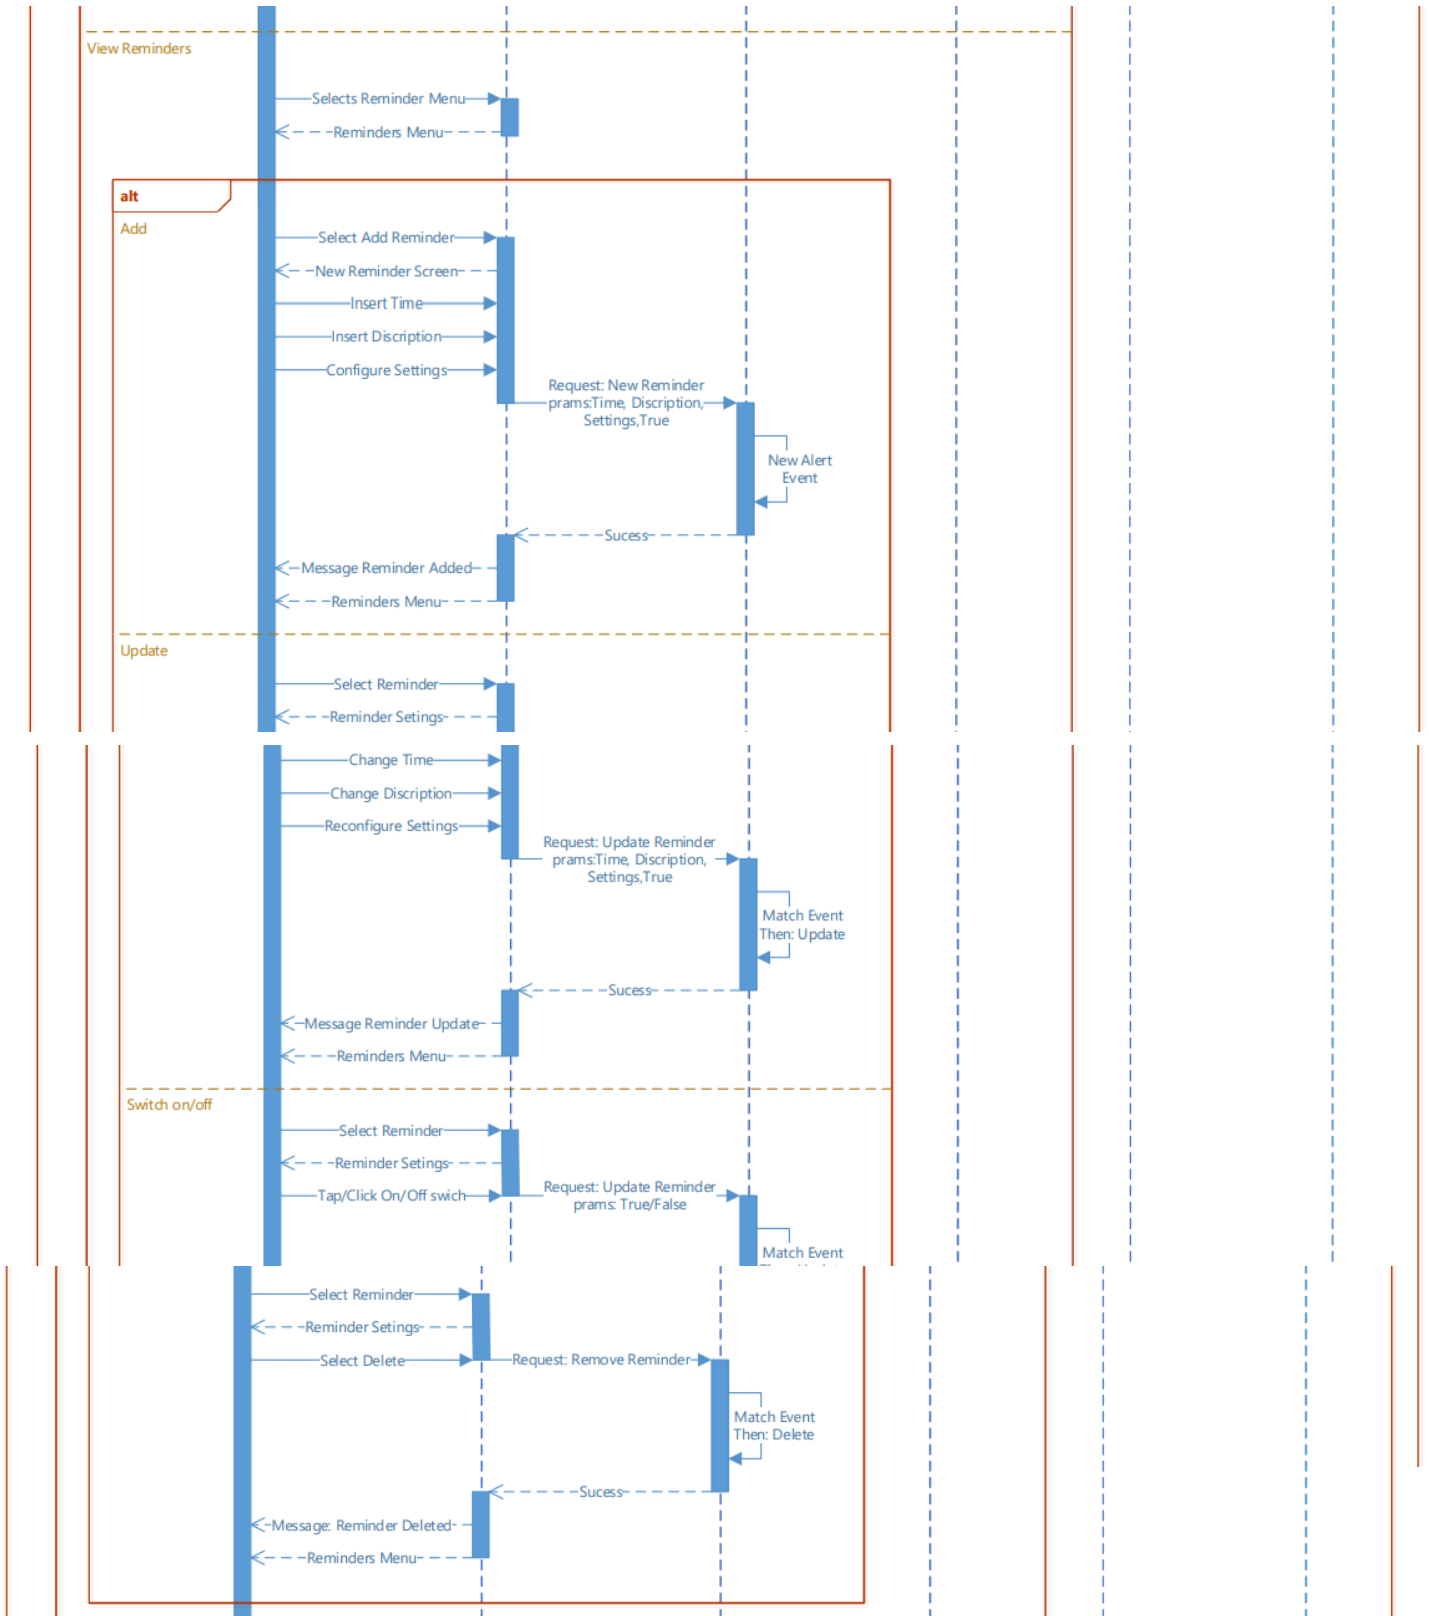 View Reminders
Selects Reminder Menu
Reminders Menu
alt
Add
Select Add Reminder
New Reminder Screen
Insert Time
Insert Discription
Configure Settings
Request: New Reminder
prams:Time, Discription,
Settings,True
New Alert
Event
Sucess
Message Reminder Added
Reminders Menu
Update
Select Reminder
Reminder Setings
Change Time
Change Discription
Reconfigure Settings
Request: Update Reminder
prams:Time, Discription,
Settings,True
Match Event
Then: Update
Sucess
Message Reminder Update
Reminders Menu
Switch on/off
Select Reminder
Reminder Setings
Tap/Click On/Off swich
Request: Update Reminder
prams: True/False
Match Event
Select Reminder
Reminder Setings
Select Delete
Request: Remove Reminder
Match Event
Then: Delete
Sucess
Message: Reminder Deleted
Reminders Menu